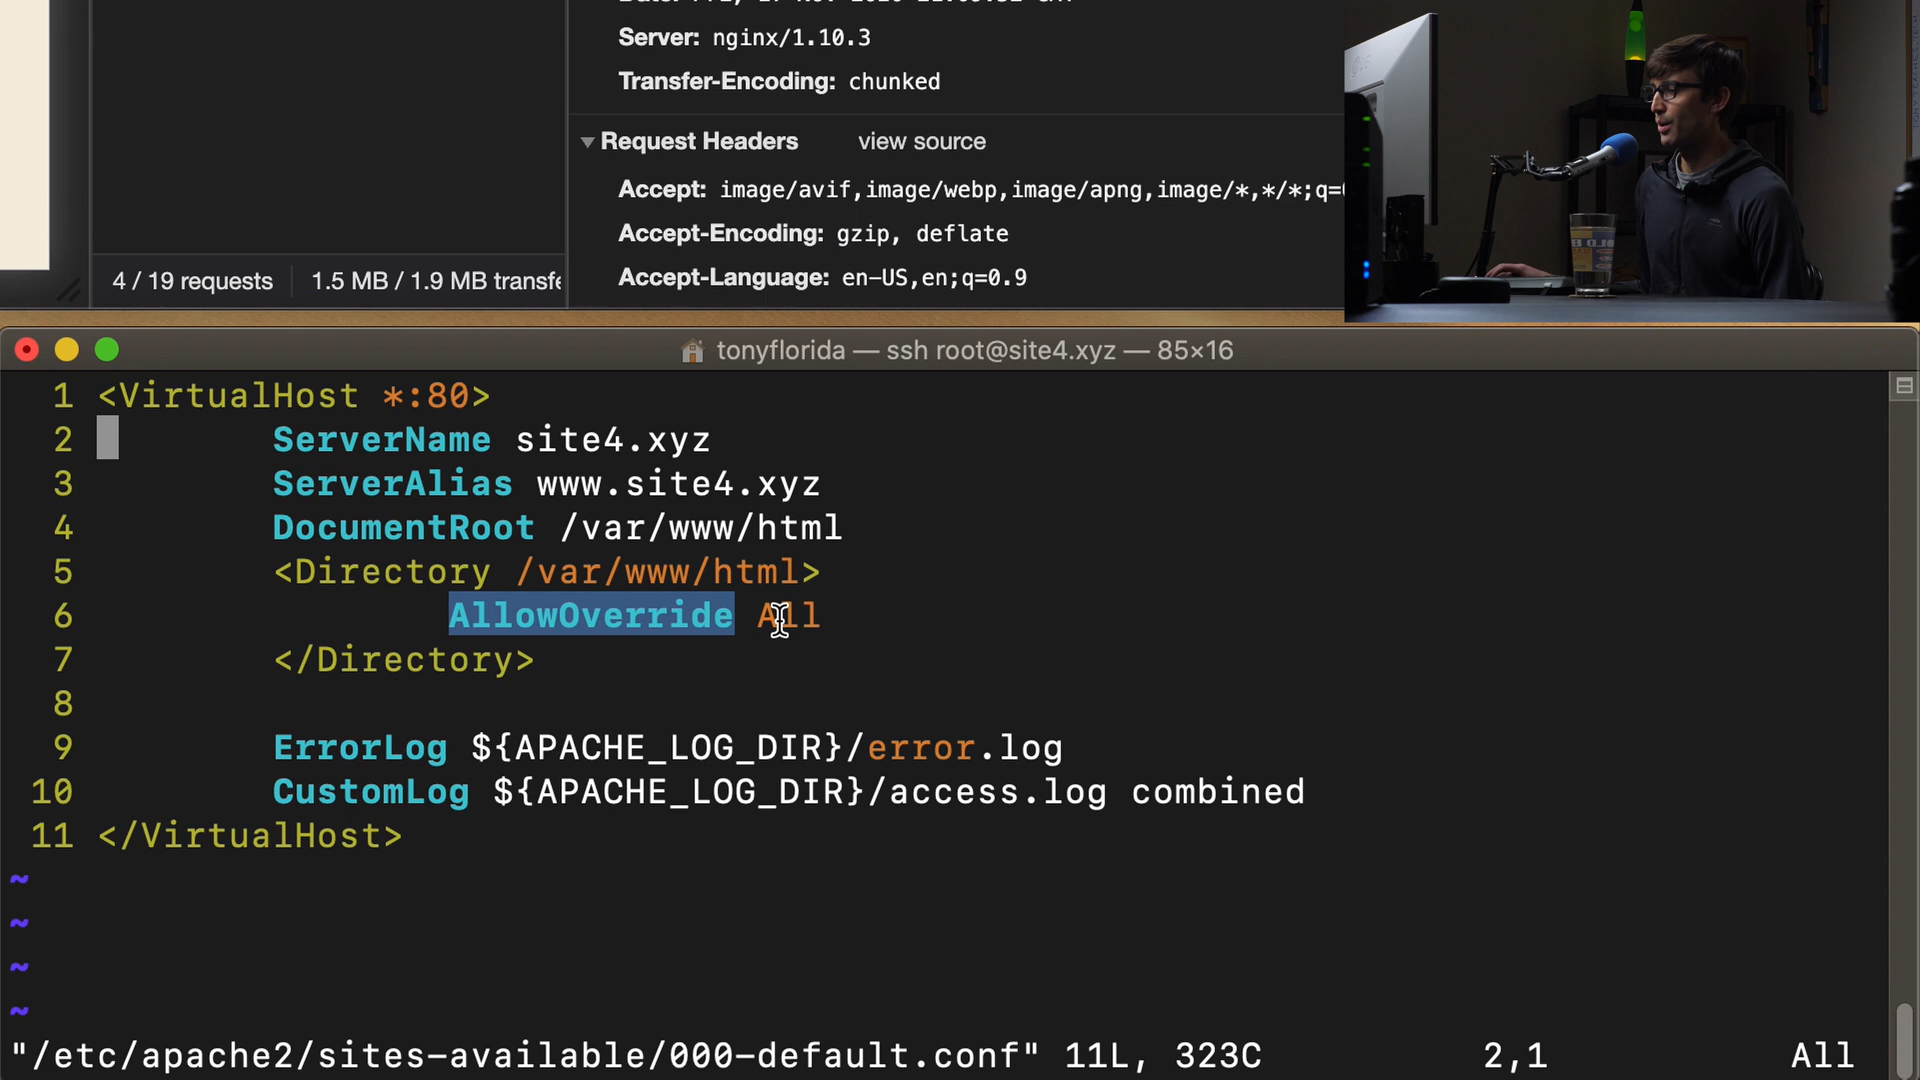 Server: nginx/1.10.3
Transfer-Encoding: chunked
Request Headers view source
Accept: image/avif,image/webp,image/apng,image/*,*/*;q=
Accept-Encoding: gzip, deflate
4 / 19 requests 1.5 MB / 1.9 MB transfe
Accept-Language: en-US,en;q=0.9
tonyflorida — ssh root@site4.xyz — 85×16
1 <VirtualHost *:80>
2 ServerName site4.xyz
3 ServerAlias www.site4.xyz
4 DocumentRoot /var/www/html
5 <Directory /var/www/html>
6 AllowOverride All
7 </Directory>
8
9 ErrorLog ${APACHE_LOG_DIR}/error.log
10 CustomLog ${APACHE_LOG_DIR}/access.log combined
11 </VirtualHost>
~
~
~
~
"/etc/apache2/sites-available/000-default.conf" 11L, 323C 2,1 All